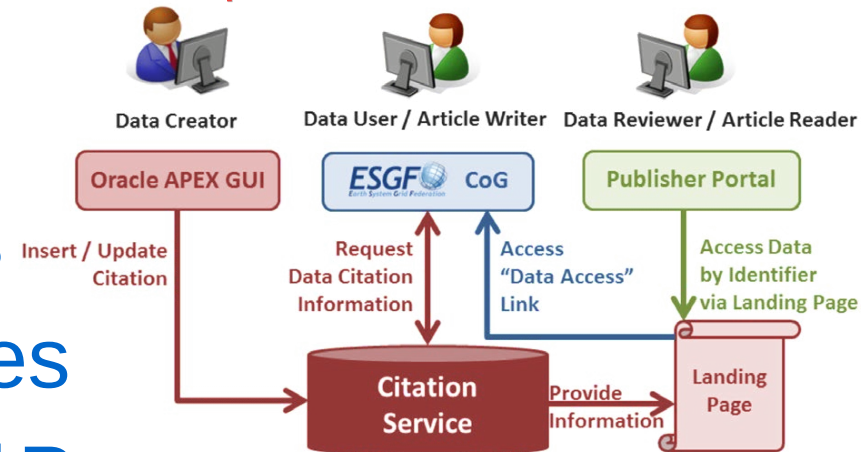 Data Creator
Data User / Article Writer
Data Reviewer / Article Reader
Oracle APEX GUI
ESGF CoG
Earth System Grid Federation
Publisher Portal
Insert / Update
Citation
Request
Data Citation
Information
Access
“Data Access”
Link
Access Data
by Identifier
via Landing Page
es
Citation
Service
Provide
Information
Landing
Page